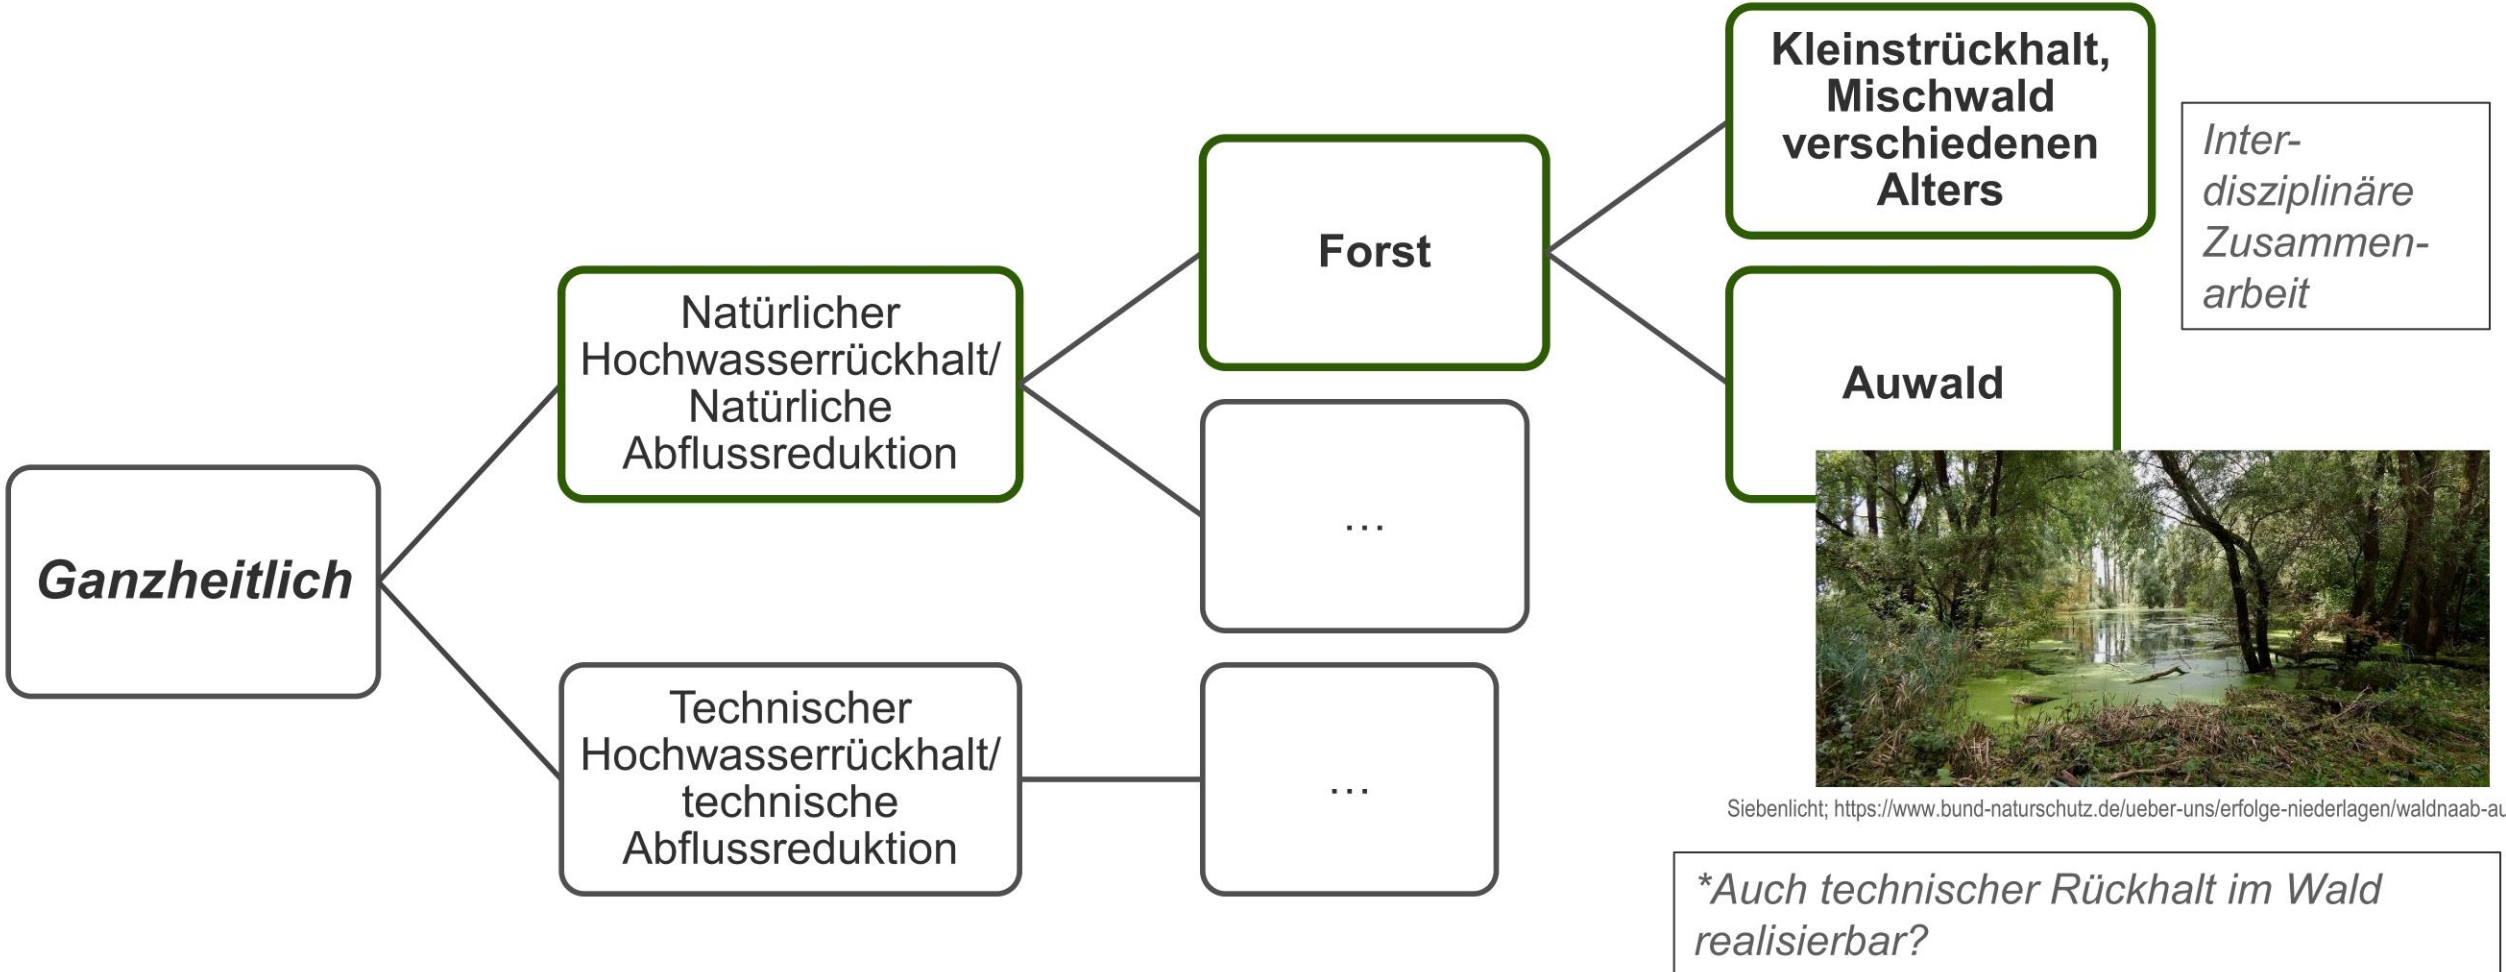 Ganzheitlich
Natürlicher
Hochwasserrückhalt/
Natürliche
Abflussreduktion
Forst
Kleinstrückhalt,
Mischwald
verschiedenen
Alters
Auwald
…
Technischer
Hochwasserrückhalt/
technische
Abflussreduktion
…
Inter-
disziplinäre
Zusammen-
arbeit
Siebenlicht; https://www.bund-naturschutz.de/ueber-uns/erfolge-niederlagen/waldnaab-au
*Auch technischer Rückhalt im Wald
realisierbar?